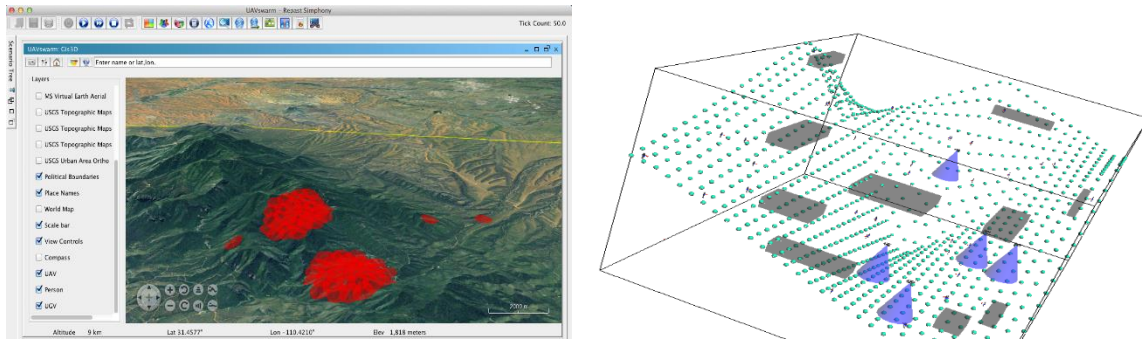 UAVswarm – Repast Simphony
Tick Count: 50.0
Scenario Tree
UAVswarm: Gis3D
Enter name or lat,lon.
Layers
MS Virtual Earth Aerial
USGS Topographic Maps
USGS Topographic Maps
USGS Topographic Maps
USGS Urban Area Ortho
Political Boundaries
Place Names
World Map
Scale bar
View Controls
Compass
UAV
Person
UGV
2000 m
Altitude 9 km Lat 31.4577° Lon -110.4210° Elev 1,818 meters